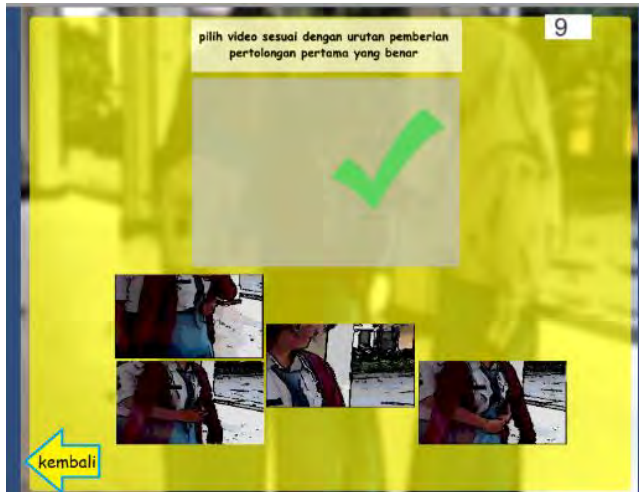 9
pilih video sesuai dengan urutan pemberian
pertolongan pertama yang benar
kembali